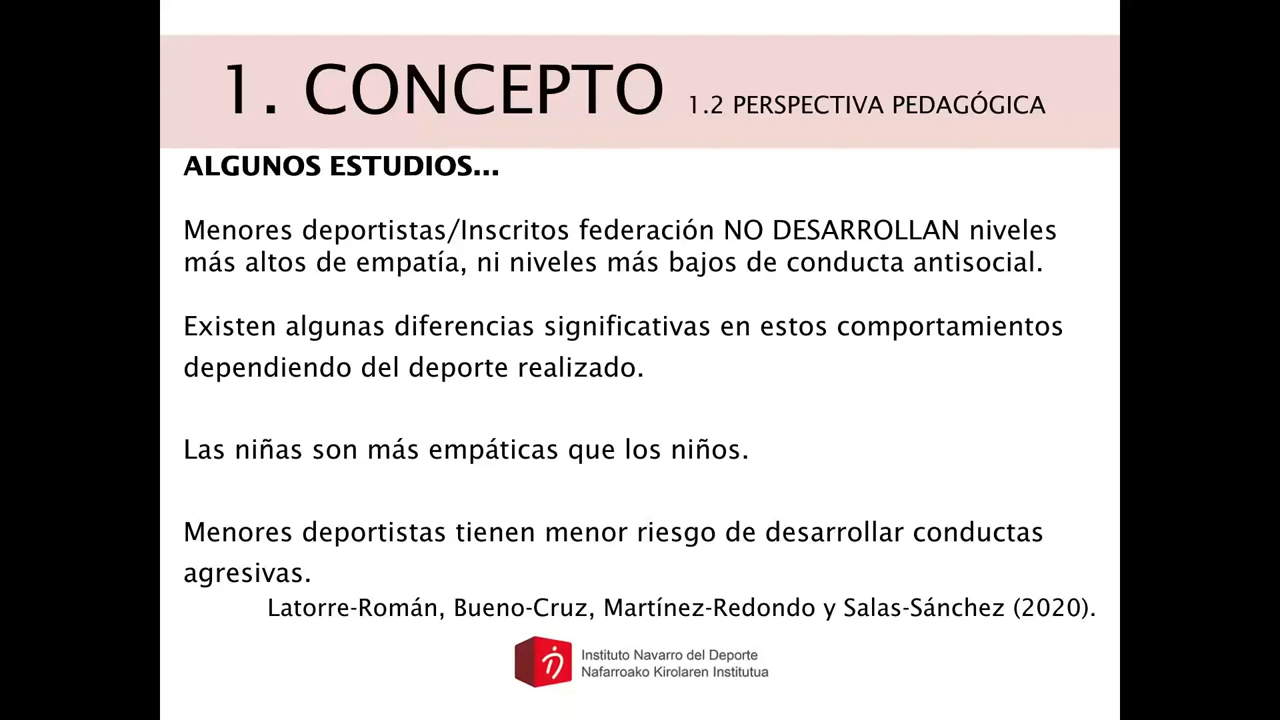 1. CONCEPTO 1.2 PERSPECTIVA PEDAGÓGICA
ALGUNOS ESTUDIOS...
Menores deportistas/Inscritos federación NO DESARROLLAN niveles
más altos de empatía, ni niveles más bajos de conducta antisocial.
Existen algunas diferencias significativas en estos comportamientos
dependiendo del deporte realizado.
Las niñas son más empáticas que los niños.
Menores deportistas tienen menor riesgo de desarrollar conductas
agresivas.
Latorre-Román, Bueno-Cruz, Martínez-Redondo y Salas-Sánchez (2020).
Instituto Navarro del Deporte
Nafarroako Kirolaren Institutua